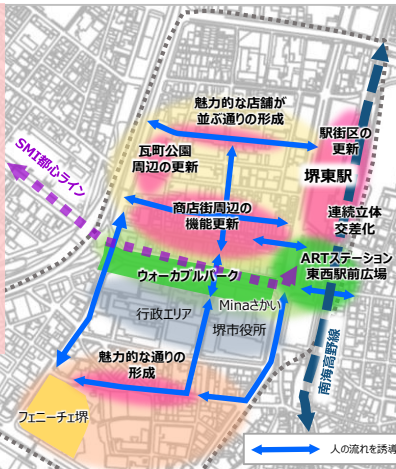 魅力的な店舗が
並ぶ通りの形成
駅街区の
更新
瓦町公園
周辺の更新
堺東駅
SMI都心ライン
商店街周辺の
機能更新
連続立体
交差化
ARTステーション
東西駅前広場
ウォーカブルパーク
Minaさかい
行政エリア
堺市役所
魅力的な通りの
形成
南海高野線
フェニーチェ堺
人の流れを誘導